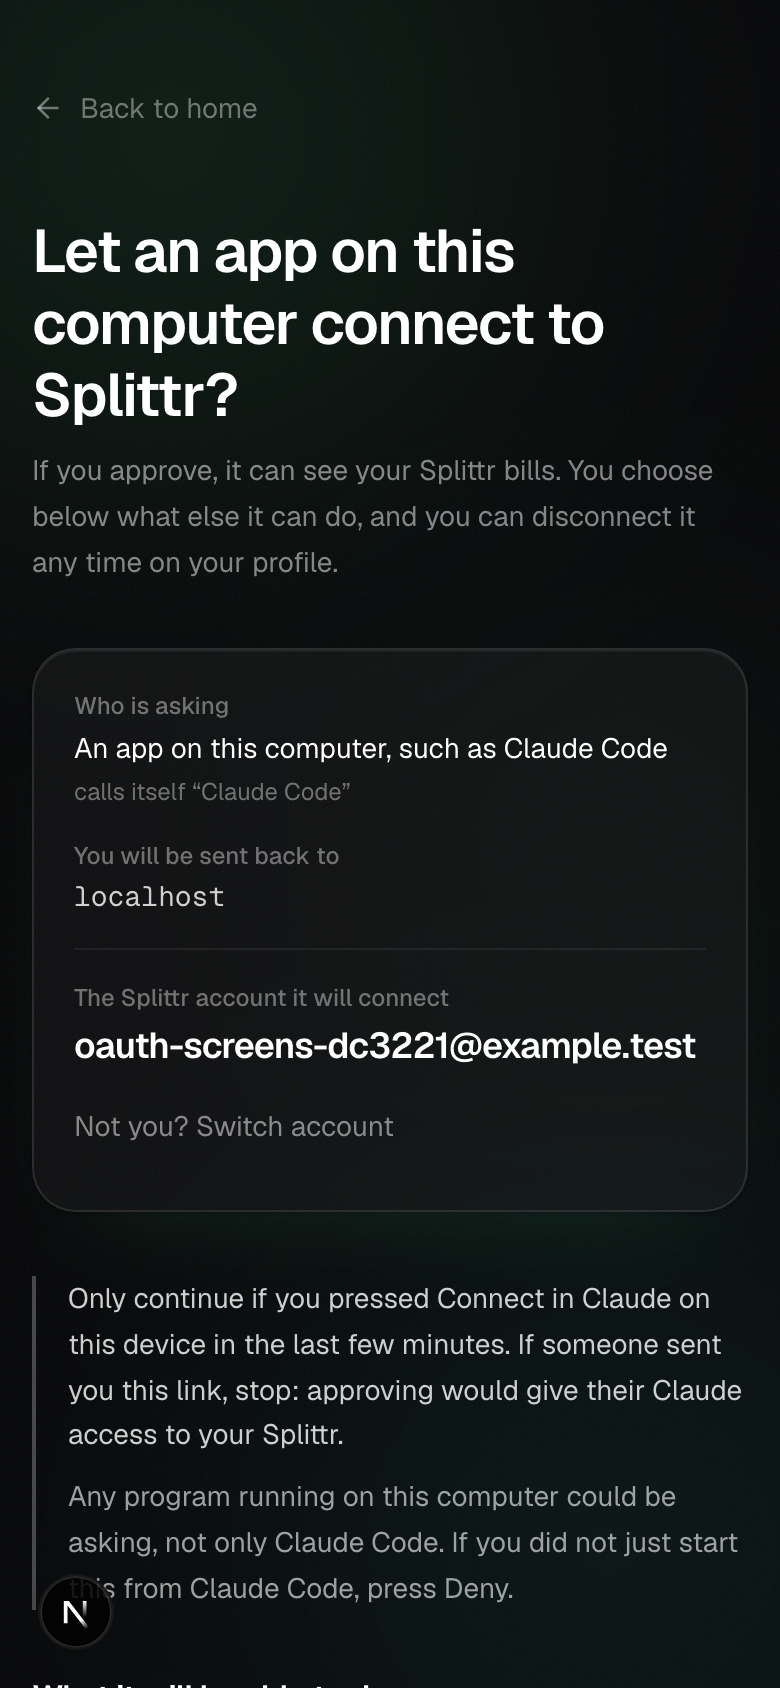 Back to home
Let an app on this
computer connect to
Splittr?
If you approve, it can see your Splittr bills. You choose
below what else it can do, and you can disconnect it
any time on your profile.
Who is asking
An app on this computer, such as Claude Code
calls itself “Claude Code”
You will be sent back to
localhost
The Splittr account it will connect
oauth-screens-dc3221@example.test
Not you? Switch account
Only continue if you pressed Connect in Claude on
this device in the last few minutes. If someone sent
you this link, stop: approving would give their Claude
access to your Splittr.
Any program running on this computer could be
asking, not only Claude Code. If you did not just start
this from Claude Code, press Deny.
N